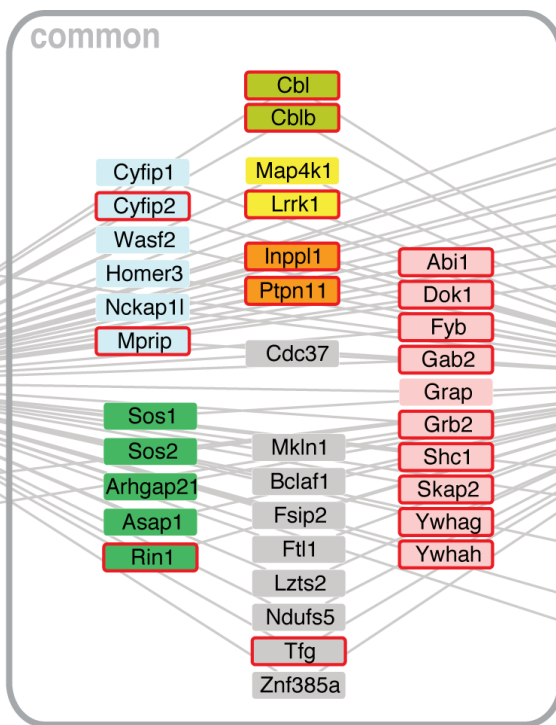 common
Cbl
Cblb
Cyfip1
Cyfip2
Wasf2
Homer3
Nckap1l
Mprip
Map4k1
Lrrk1
Inppl1
Ptpn11
Cdc37
Abi1
Dok1
Fyb
Gab2
Grap
Grb2
Shc1
Skap2
Ywhag
Ywhah
Sos1
Sos2
Arhgap21
Asap1
Rin1
Mkln1
Bclaf1
Fsip2
Ftl1
Lzts2
Ndufs5
Tfg
Znf385a